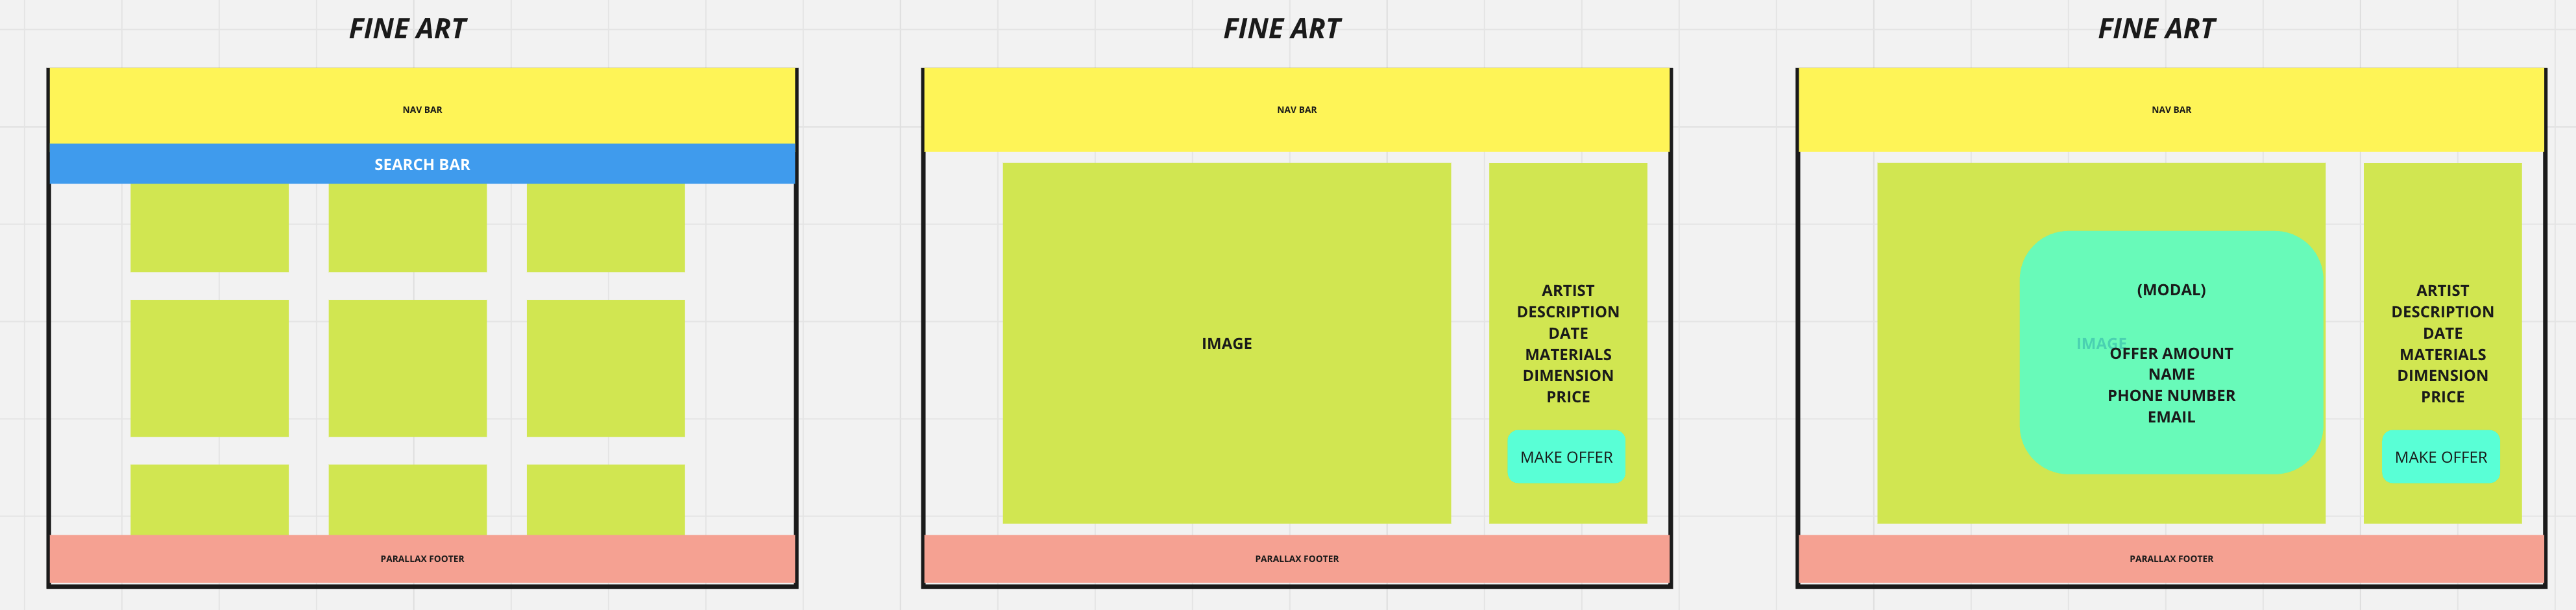 FINE ART
NAV BAR
SEARCH BAR
PARALLAX FOOTER
FINE ART
NAV BAR
IMAGE
ARTIST
DESCRIPTION
DATE
MATERIALS
DIMENSION
PRICE
MAKE OFFER
PARALLAX FOOTER
FINE ART
NAV BAR
(MODAL)
IMAGE
OFFER AMOUNT
NAME
PHONE NUMBER
EMAIL
ARTIST
DESCRIPTION
DATE
MATERIALS
DIMENSION
PRICE
MAKE OFFER
PARALLAX FOOTER